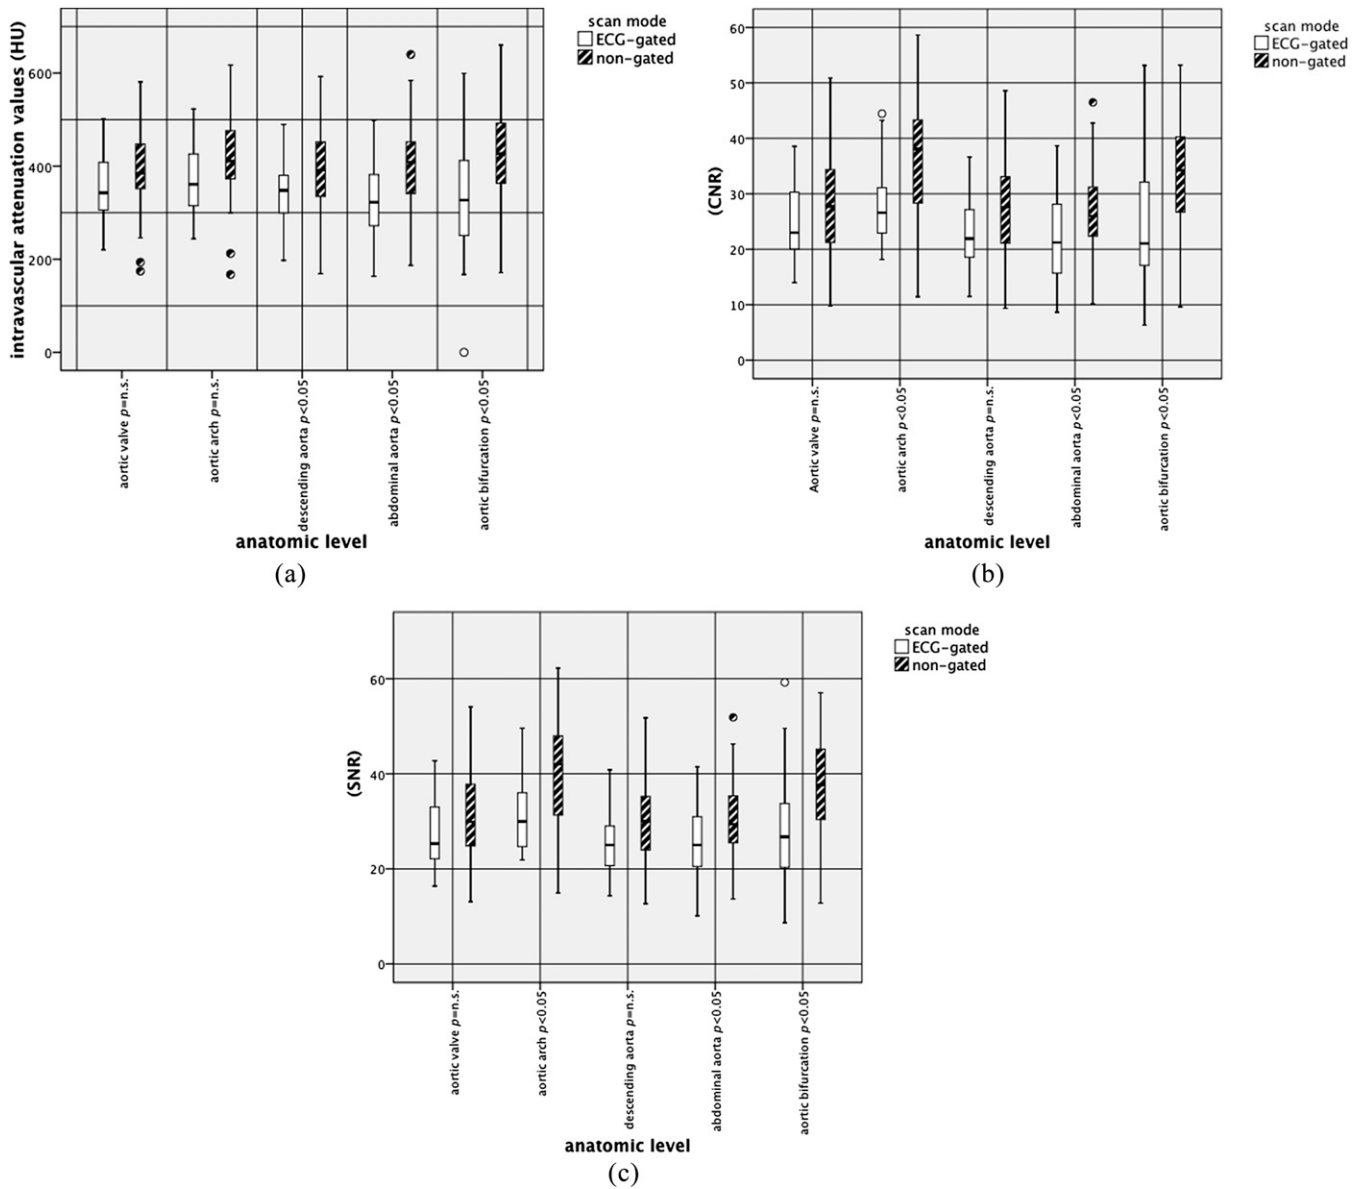 intravascular attenuation values (HU)
600
400
200
0
scan mode
ECG-gated
non-gated
aortic valve p=n.s.
aortic arch p=n.s.
descending aorta p<0.05
abdominal aorta p<0.05
aortic bifurcation p<0.05
anatomic level
(a)
(CNR)
60
50
40
30
20
10
0
scan mode
ECG-gated
non-gated
Aortic valve p=n.s.
aortic arch p<0.05
descending aorta p=n.s.
abdominal aorta p<0.05
aortic bifurcation p<0.05
anatomic level
(b)
(SNR)
60
40
20
0
scan mode
ECG-gated
non-gated
aortic valve p=n.s.
aortic arch p<0.05
descending aorta p=n.s.
abdominal aorta p<0.05
aortic bifurcation p<0.05
anatomic level
(c)